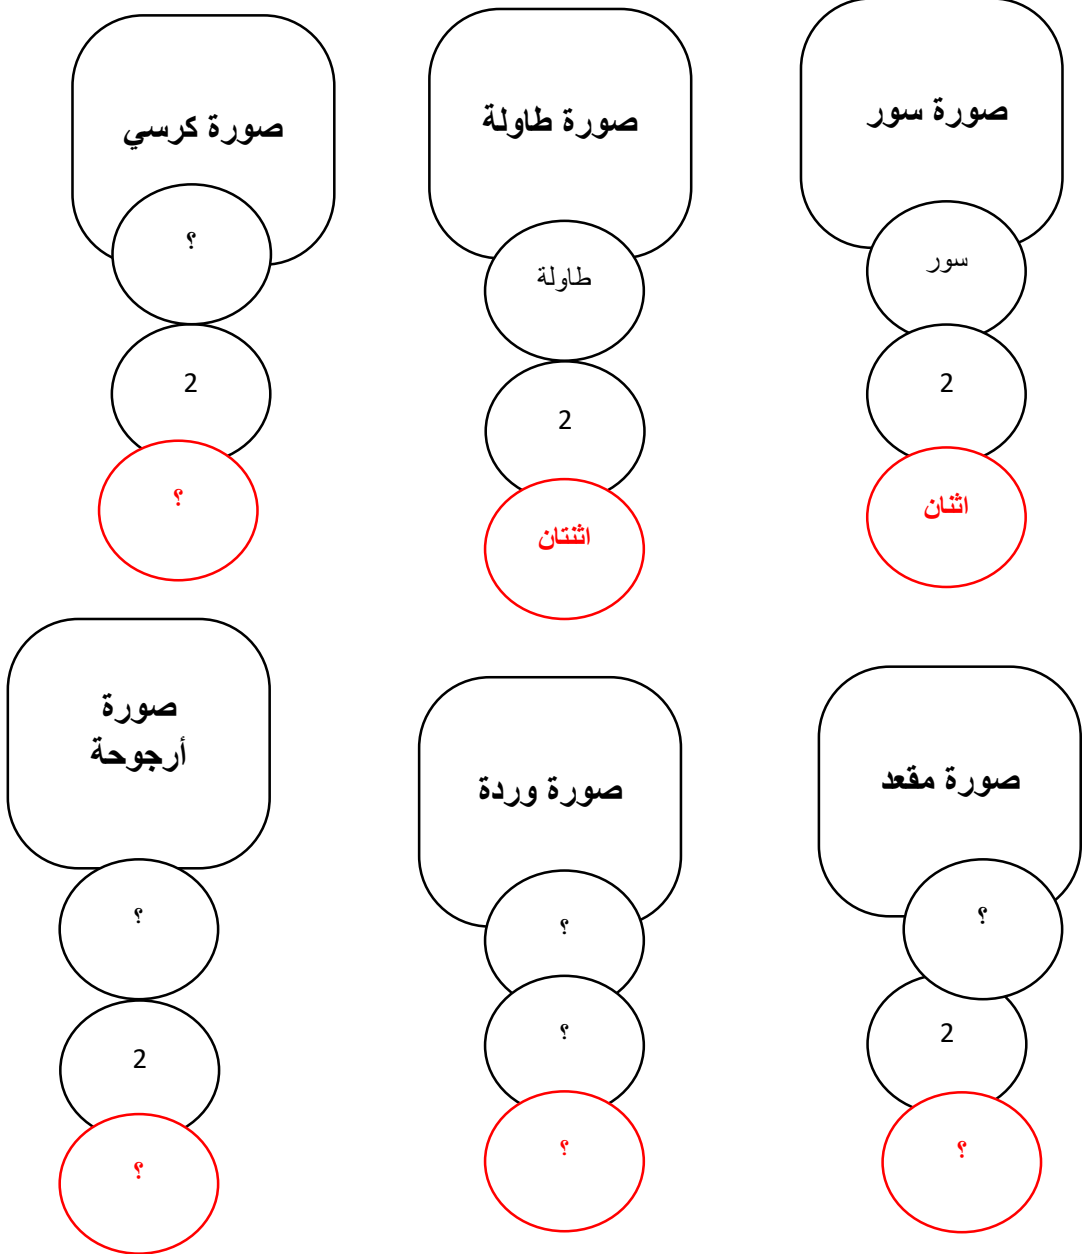 صورة سور
سور
2
اثنان
صورة طاولة
طاولة
2
اثنتان
صورة كرسي
؟
2
؟
صورة مقعد
؟
2
؟
صورة وردة
؟
؟
؟
صورة
أرجوحة
؟
2
؟